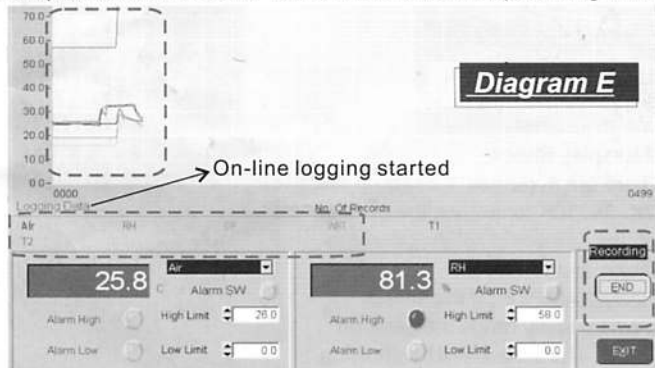 70.0
60.0
50.0
40.0
30.0
20.0
10.0
0.0
Diagram E
On-line logging started
0000
0499
Logging Data
No. Of Records
Air RH DP WBT T1
T2
Recording
25.8 C
Air
Alarm SW
81.3 %
RH
Alarm SW
END
Alarm High High Limit 26.0
Alarm High High Limit 58.0
Alarm Low Low Limit 0.0
Alarm Low Low Limit 0.0
EXIT